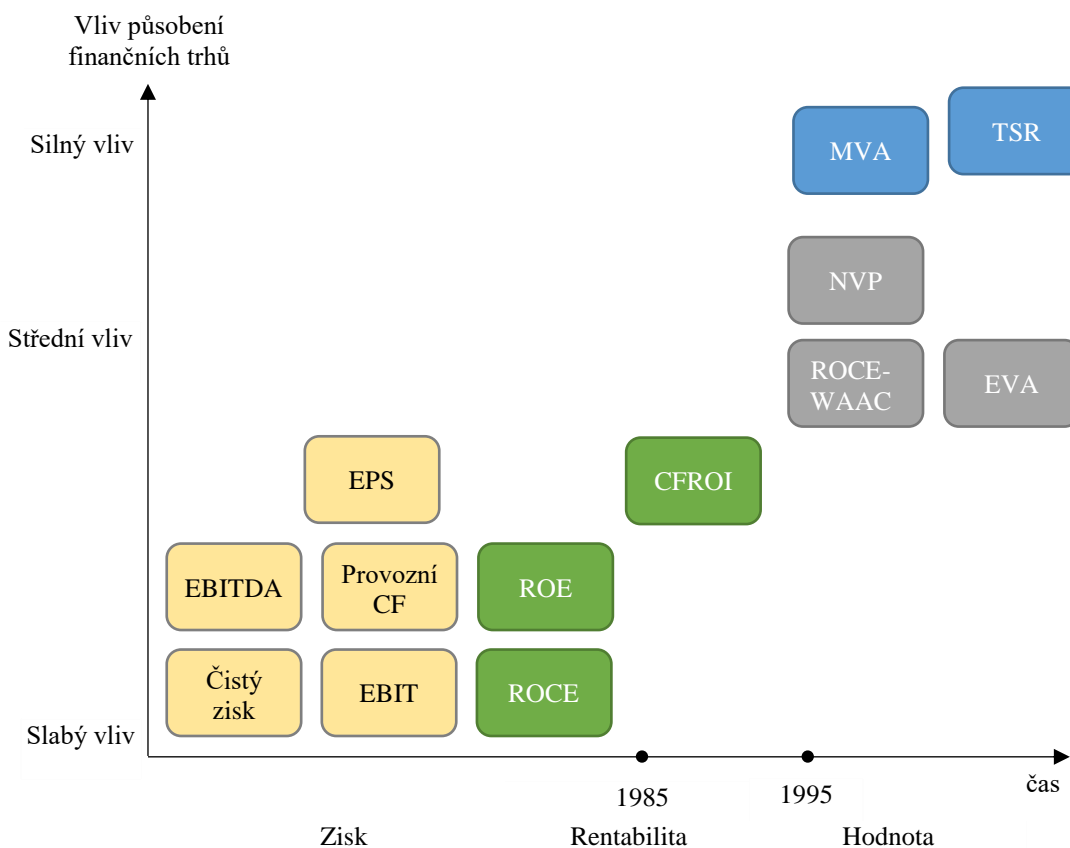 Vliv působení
finančních trhů
Silný vliv
MVA
TSR
NVP
Střední vliv
ROCE-
WAAC
EVA
EPS
CFROI
EBITDA
Provozní
CF
ROE
Čistý
zisk
EBIT
ROCE
Slabý vliv
čas
1985
1995
Zisk
Rentabilita
Hodnota